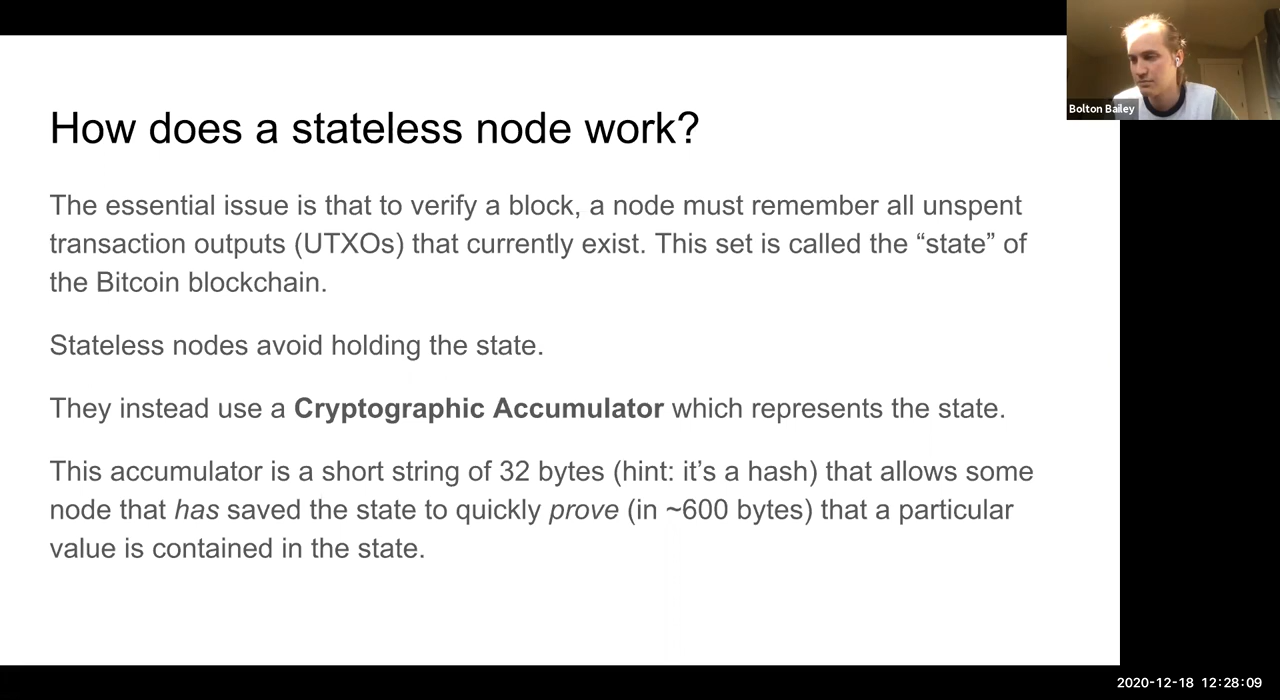 Bolton Bailey
How does a stateless node work?
The essential issue is that to verify a block, a node must remember all unspent
transaction outputs (UTXOs) that currently exist. This set is called the “state” of
the Bitcoin blockchain.
Stateless nodes avoid holding the state.
They instead use a Cryptographic Accumulator which represents the state.
This accumulator is a short string of 32 bytes (hint: it’s a hash) that allows some
node that has saved the state to quickly prove (in ~600 bytes) that a particular
value is contained in the state.
2020-12-18 12:28:09